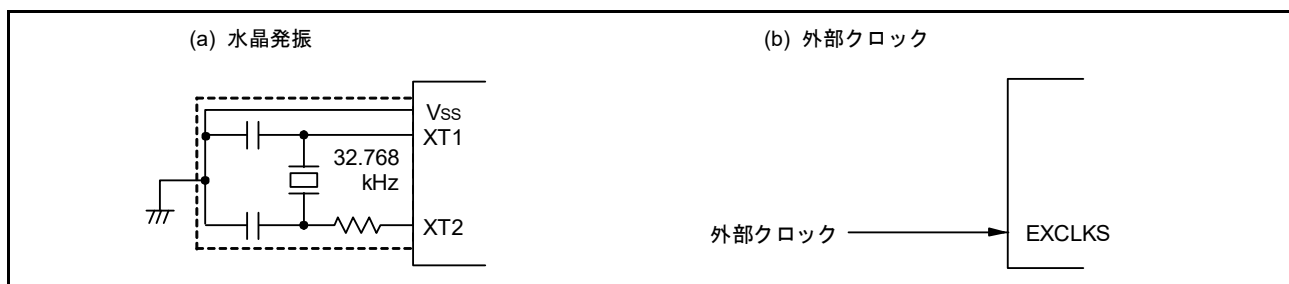 (a) 水晶発振
(b) 外部クロック
VSS
XT1
32.768
kHz
XT2
外部クロック
EXCLKS